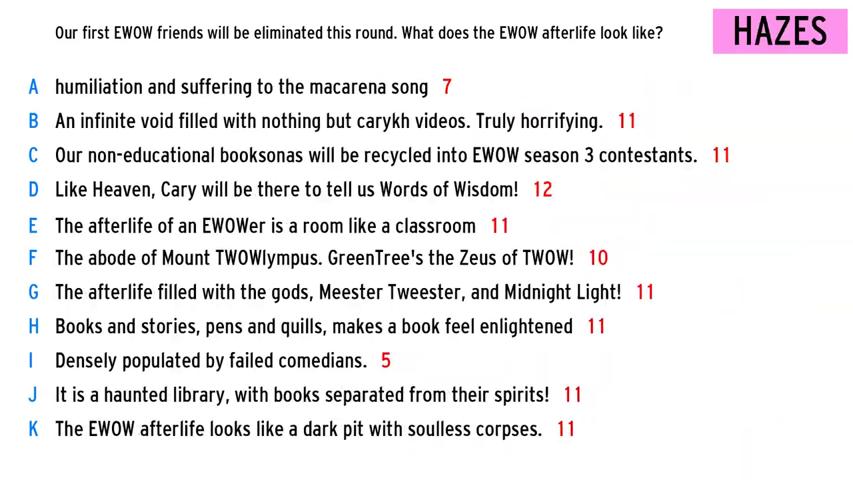 Our first EWOW friends will be eliminated this round. What does the EWOW afterlife look like?
HAZES
A humiliation and suffering to the macarena song 7
B An infinite void filled with nothing but carykh videos. Truly horrifying. 11
C Our non-educational booksonas will be recycled into EWOW season 3 contestants. 11
D Like Heaven, Cary will be there to tell us Words of Wisdom! 12
E The afterlife of an EWOWer is a room like a classroom 11
F The abode of Mount TWOWlympus. GreenTree's the Zeus of TWOW! 10
G The afterlife filled with the gods, Meester Tweester, and Midnight Light! 11
H Books and stories, pens and quills, makes a book feel enlightened 11
I Densely populated by failed comedians. 5
J It is a haunted library, with books separated from their spirits! 11
K The EWOW afterlife looks like a dark pit with soulless corpses. 11